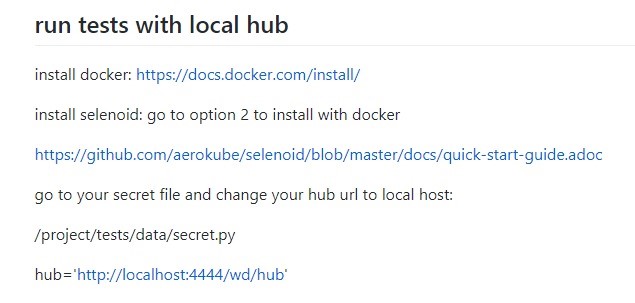 run tests with local hub
install docker: https://docs.docker.com/install/
install selenoid: go to option 2 to install with docker
https://github.com/aerokube/selenoid/blob/master/docs/quick-start-guide.adoc
go to your secret file and change your hub url to local host:
/project/tests/data/secret.py
hub='http://localhost:4444/wd/hub'